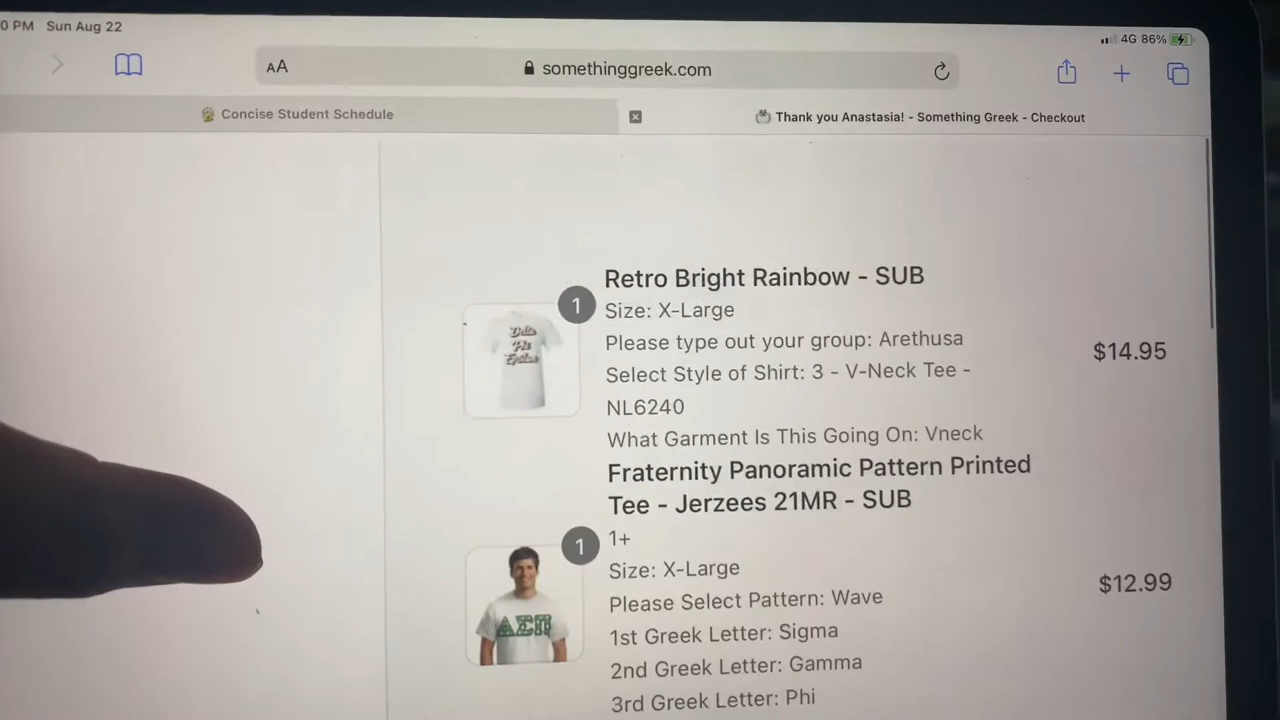 0 PM Sun Aug 22
4G 86%
AA
somethinggreek.com
Concise Student Schedule
Thank you Anastasia! - Something Greek - Checkout
Retro Bright Rainbow - SUB
1
Size: X-Large
Please type out your group: Arethusa
$14.95
Select Style of Shirt: 3 - V-Neck Tee -
NL6240
What Garment Is This Going On: Vneck
Delta
Phi
Epsilon
Fraternity Panoramic Pattern Printed
Tee - Jerzees 21MR - SUB
1
1+
Size: X-Large
$12.99
Please Select Pattern: Wave
1st Greek Letter: Sigma
2nd Greek Letter: Gamma
3rd Greek Letter: Phi
ΔΣΠ